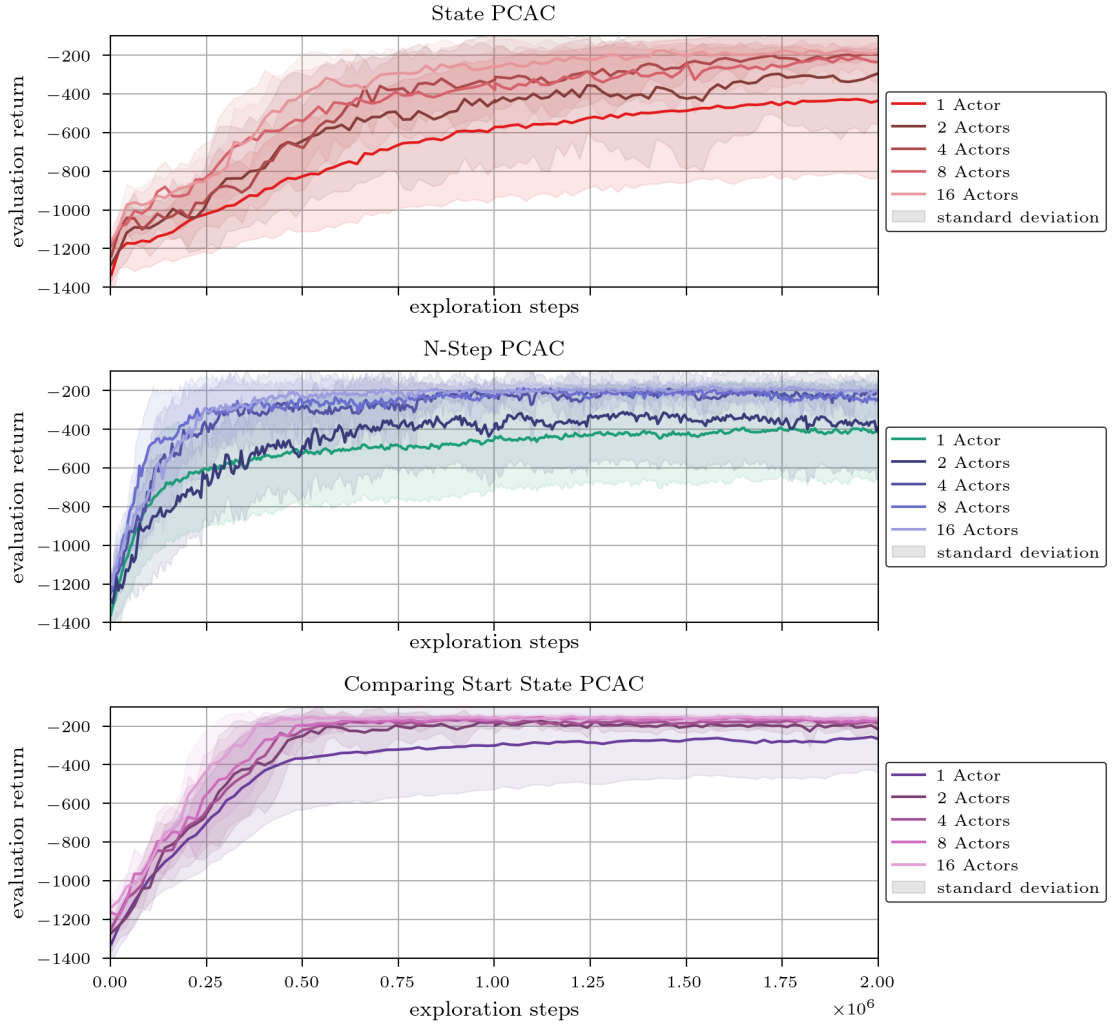 State PCAC
evaluation return
−200
−400
−600
−800
−1000
−1200
−1400
exploration steps
1 Actor
2 Actors
4 Actors
8 Actors
16 Actors
standard deviation
N-Step PCAC
evaluation return
−200
−400
−600
−800
−1000
−1200
−1400
exploration steps
1 Actor
2 Actors
4 Actors
8 Actors
16 Actors
standard deviation
Comparing Start State PCAC
evaluation return
−200
−400
−600
−800
−1000
−1200
−1400
0.00 0.25 0.50 0.75 1.00 1.25 1.50 1.75 2.00
exploration steps
×10⁶
1 Actor
2 Actors
4 Actors
8 Actors
16 Actors
standard deviation